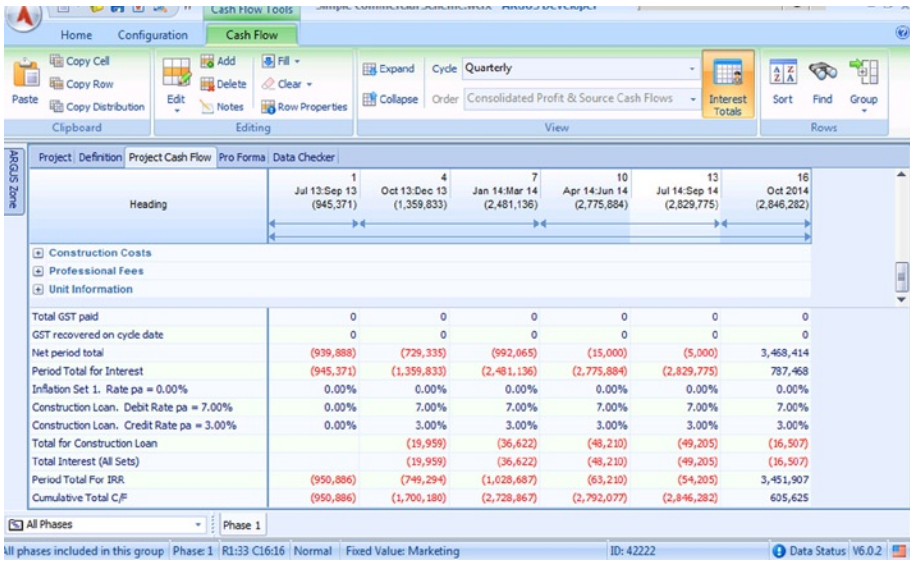 Cash Flow Tools
Home Configuration Cash Flow
Paste
Copy Cell
Copy Row
Copy Distribution
Clipboard
Edit
Add
Delete
Notes
Fill
Clear
Row Properties
Editing
Expand Cycle Quarterly
Collapse Order Consolidated Profit & Source Cash Flows
Interest Totals
View
Sort Find Group
Rows
ARGUS Zone
Project Definition Project Cash Flow Pro Forma Data Checker
1 4 7 10 13 16
Heading Jul 13:Sep 13 Oct 13:Dec 13 Jan 14:Mar 14 Apr 14:Jun 14 Jul 14:Sep 14 Oct 2014
(945,371) (1,359,833) (2,481,136) (2,775,884) (2,829,775) (2,846,282)
Construction Costs
Professional Fees
Unit Information
Total GST paid 0 0 0 0 0 0
GST recovered on cycle date 0 0 0 0 0 0
Net period total (939,888) (729,335) (992,065) (15,000) (5,000) 3,468,414
Period Total for Interest (945,371) (1,359,833) (2,481,136) (2,775,884) (2,829,775) 787,468
Inflation Set 1. Rate pa = 0.00% 0.00% 0.00% 0.00% 0.00% 0.00% 0.00%
Construction Loan. Debit Rate pa = 7.00% 0.00% 7.00% 7.00% 7.00% 7.00% 7.00%
Construction Loan. Credit Rate pa = 3.00% 0.00% 3.00% 3.00% 3.00% 3.00% 3.00%
Total for Construction Loan (19,959) (36,622) (48,210) (49,205) (16,507)
Total Interest (All Sets) (19,959) (36,622) (48,210) (49,205) (16,507)
Period Total For IRR (950,886) (749,294) (1,028,687) (63,210) (54,205) 3,451,907
Cumulative Total C/F (950,886) (1,700,180) (2,728,867) (2,792,077) (2,846,282) 605,625
All Phases Phase 1
All phases included in this group Phase: 1 R1:33 C16:16 Normal Fixed Value: Marketing ID: 42222 Data Status V6.0.2